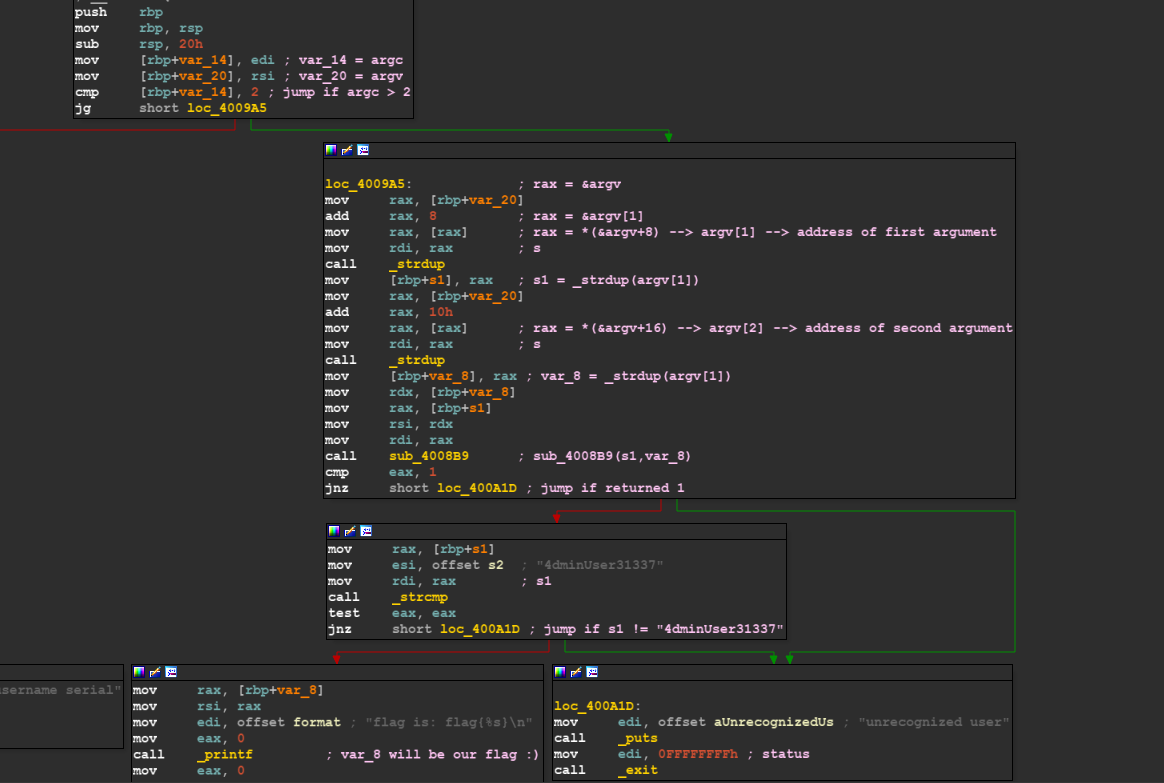 push    rbp
mov     rbp, rsp
sub     rsp, 20h
mov     [rbp+var_14], edi ; var_14 = argc
mov     [rbp+var_20], rsi ; var_20 = argv
cmp     [rbp+var_14], 2 ; jump if argc > 2
jg      short loc_4009A5
loc_4009A5:             ; rax = &argv
mov     rax, [rbp+var_20]
add     rax, 8          ; rax = &argv[1]
mov     rax, [rax]      ; rax = *(&argv+8) --> argv[1] --> address of first argument
mov     rdi, rax        ; s
call    _strdup
mov     [rbp+s1], rax   ; s1 = _strdup(argv[1])
mov     rax, [rbp+var_20]
add     rax, 10h
mov     rax, [rax]      ; rax = *(&argv+16) --> argv[2] --> address of second argument
mov     rdi, rax        ; s
call    _strdup
mov     [rbp+var_8], rax ; var_8 = _strdup(argv[1])
mov     rdx, [rbp+var_8]
mov     rax, [rbp+s1]
mov     rsi, rdx
mov     rdi, rax
call    sub_4008B9      ; sub_4008B9(s1,var_8)
cmp     eax, 1
jnz     short loc_400A1D ; jump if returned 1
mov     rax, [rbp+s1]
mov     esi, offset s2  ; "4dminUser31337"
mov     rdi, rax        ; s1
call    _strcmp
test    eax, eax
jnz     short loc_400A1D ; jump if s1 != "4dminUser31337"
sername serial"
mov     rax, [rbp+var_8]
mov     rsi, rax
mov     edi, offset format ; "flag is: flag{%s}\n"
mov     eax, 0
call    _printf         ; var_8 will be our flag :)
mov     eax, 0
loc_400A1D:
mov     edi, offset aUnrecognizedUs ; "unrecognized user"
call    _puts
mov     edi, 0FFFFFFFFh ; status
call    _exit